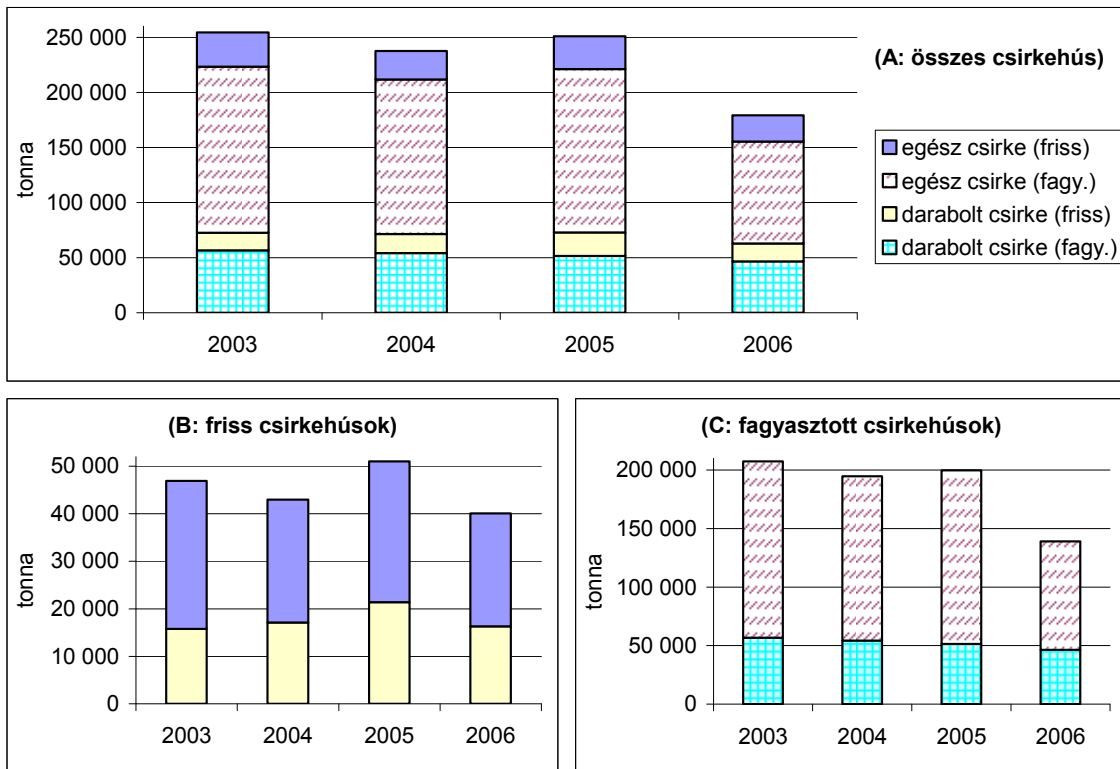 (A: összes csirkehús)
tonna
250 000
200 000
150 000
100 000
50 000
0
2003 2004 2005 2006
egész csirke (friss)
egész csirke (fagy.)
darabolt csirke (friss)
darabolt csirke (fagy.)
(B: friss csirkehúsok)
tonna
50 000
40 000
30 000
20 000
10 000
0
2003 2004 2005 2006
(C: fagyasztott csirkehúsok)
tonna
200 000
150 000
100 000
50 000
0
2003 2004 2005 2006